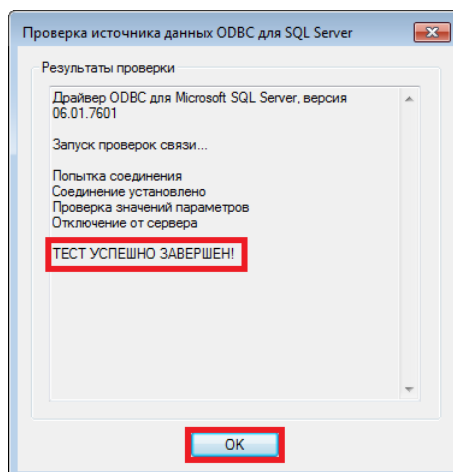 Проверка источника данных ODBC для SQL Server
Результаты проверки
Драйвер ODBC для Microsoft SQL Server, версия
06.01.7601
Запуск проверок связи...
Попытка соединения
Соединение установлено
Проверка значений параметров
Отключение от сервера
ТЕСТ УСПЕШНО ЗАВЕРШЕН!
OK